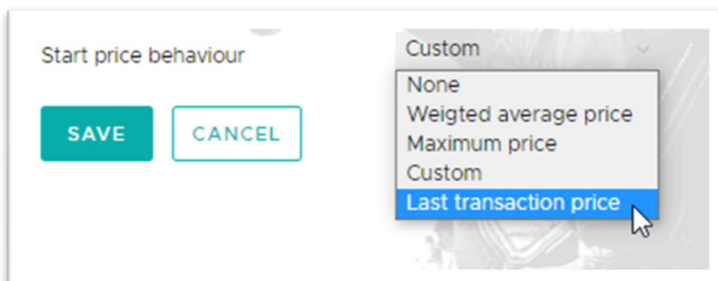 Start price behaviour
Custom
None
Weigted average price
Maximum price
Custom
Last transaction price
SAVE
CANCEL